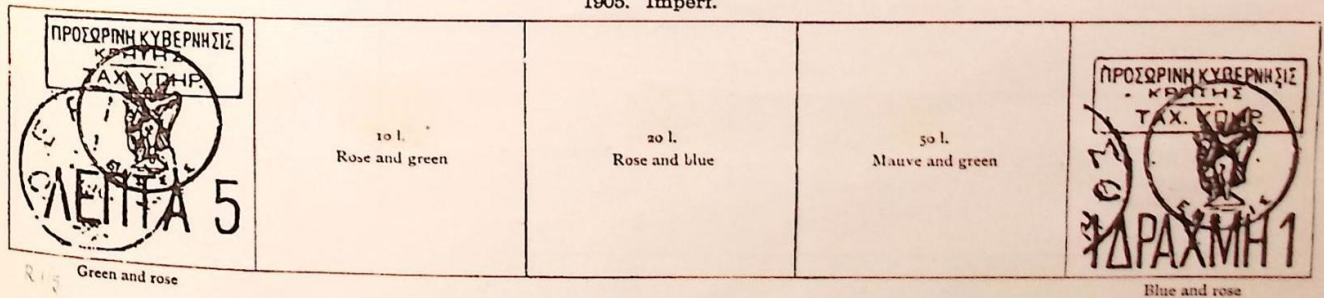 1905. Imperf.
ΠΡΟΣΩΡΙΝΗ ΚΥΒΕΡΝΗΣΙΣ
ΚΡΗΤΗΣ
ΤΑΧ. ΥΠΗΡ.
ΛΕΠΤΑ 5
Green and rose
10 l.
Rose and green
20 l.
Rose and blue
50 l.
Mauve and green
ΠΡΟΣΩΡΙΝΗ ΚΥΒΕΡΝΗΣΙΣ
ΚΡΗΤΗΣ
ΤΑΧ. ΥΠΗΡ.
ΔΡΑΧΜΗ 1
Blue and rose